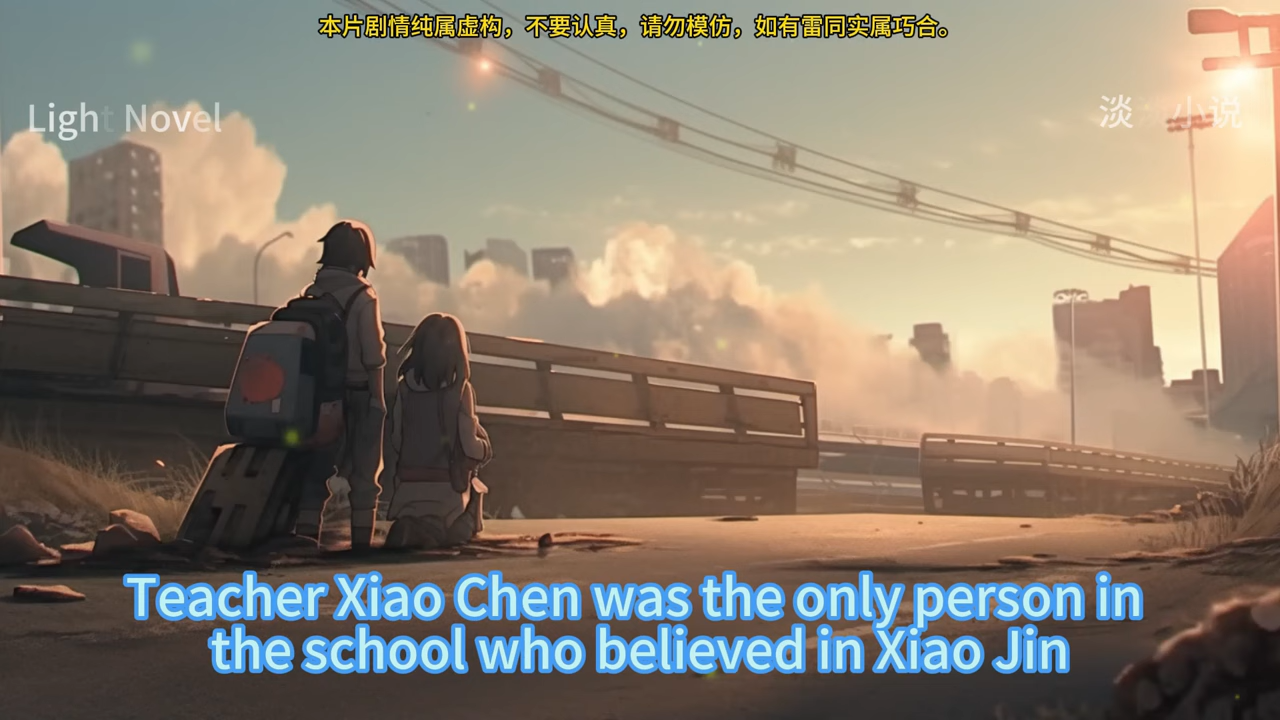 本片剧情纯属虚构，不要认真，请勿模仿，如有雷同实属巧合。
Light Novel
淡 小说
Teacher Xiao Chen was the only person in
the school who believed in Xiao Jin